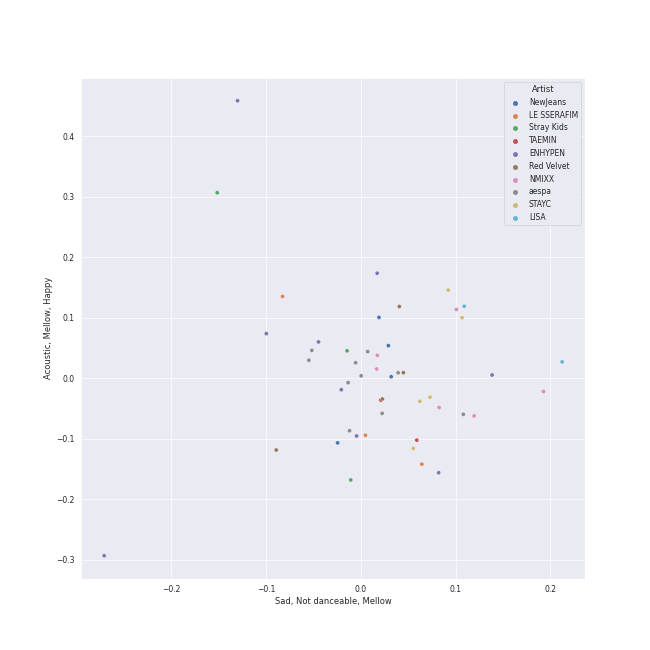 Artist
NewJeans
LE SSERAFIM
Stray Kids
TAEMIN
ENHYPEN
Red Velvet
NMIXX
aespa
STAYC
LISA
Acoustic, Mellow, Happy
0.4
0.3
0.2
0.1
0.0
−0.1
−0.2
−0.3
−0.2 −0.1 0.0 0.1 0.2
Sad, Not danceable, Mellow